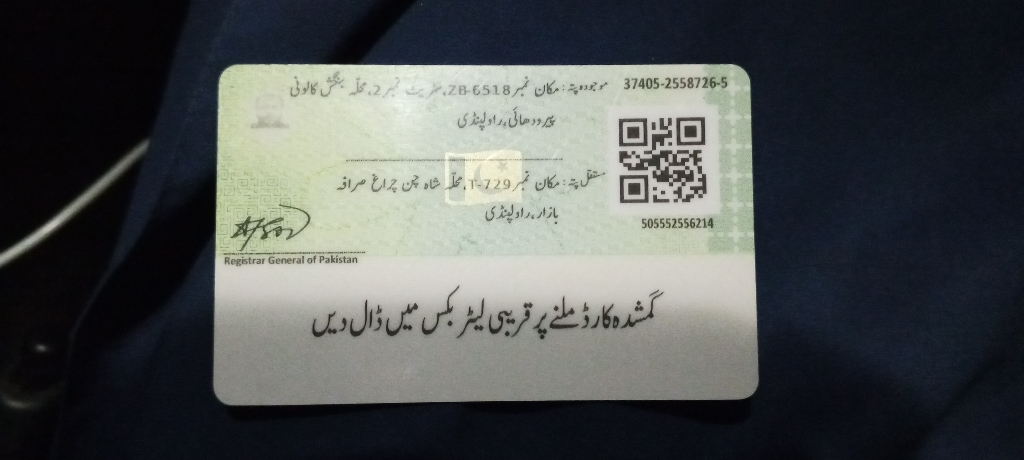 37405-2558726-5
موجودہ پتہ: مکان نمبر ZB-6518، سٹریٹ نمبر 2، محلہ بنگش کالونی
پیرودھائی، راولپنڈی
مستقل پتہ: مکان نمبر T-729، محلہ شاہ چن چراغ صرافہ
بازار، راولپنڈی
505552556214
Registrar General of Pakistan
گمشدہ کارڈ ملنے پر قریبی لیٹر بکس میں ڈال دیں